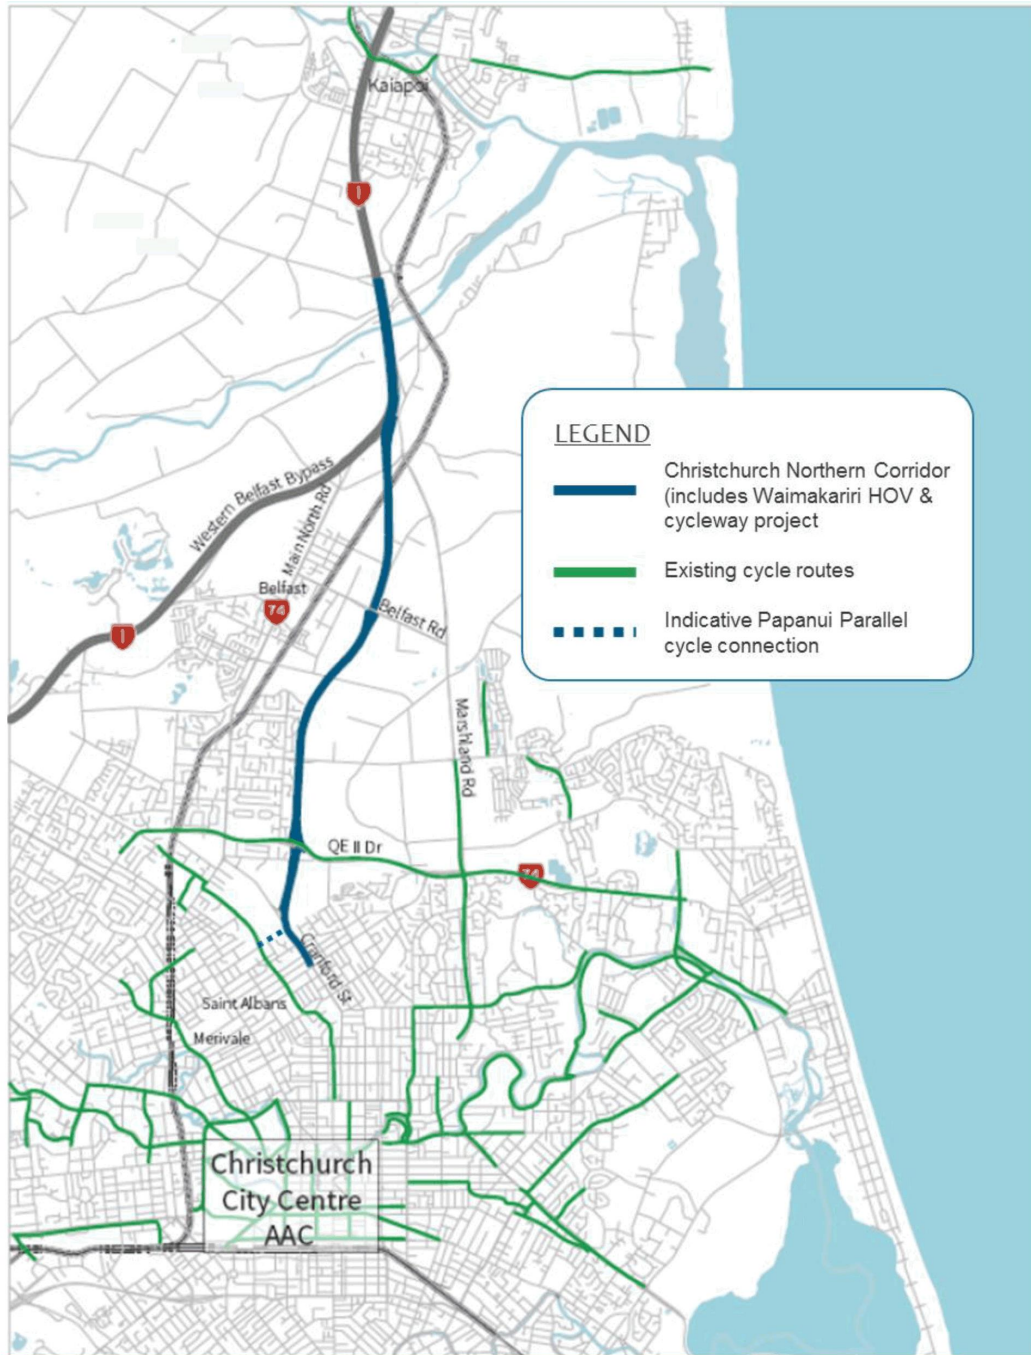 Kaiapoi
1
LEGEND
Christchurch Northern Corridor
(includes Waimakariri HOV &
cycleway project
Existing cycle routes
Indicative Papanui Parallel
cycle connection
Western Belfast Bypass
Main North Rd
Belfast
74
Belfast Rd
1
Marshland Rd
QE II Dr
74
Cranford St
Saint Albans
Merivale
Christchurch
City Centre
AAC